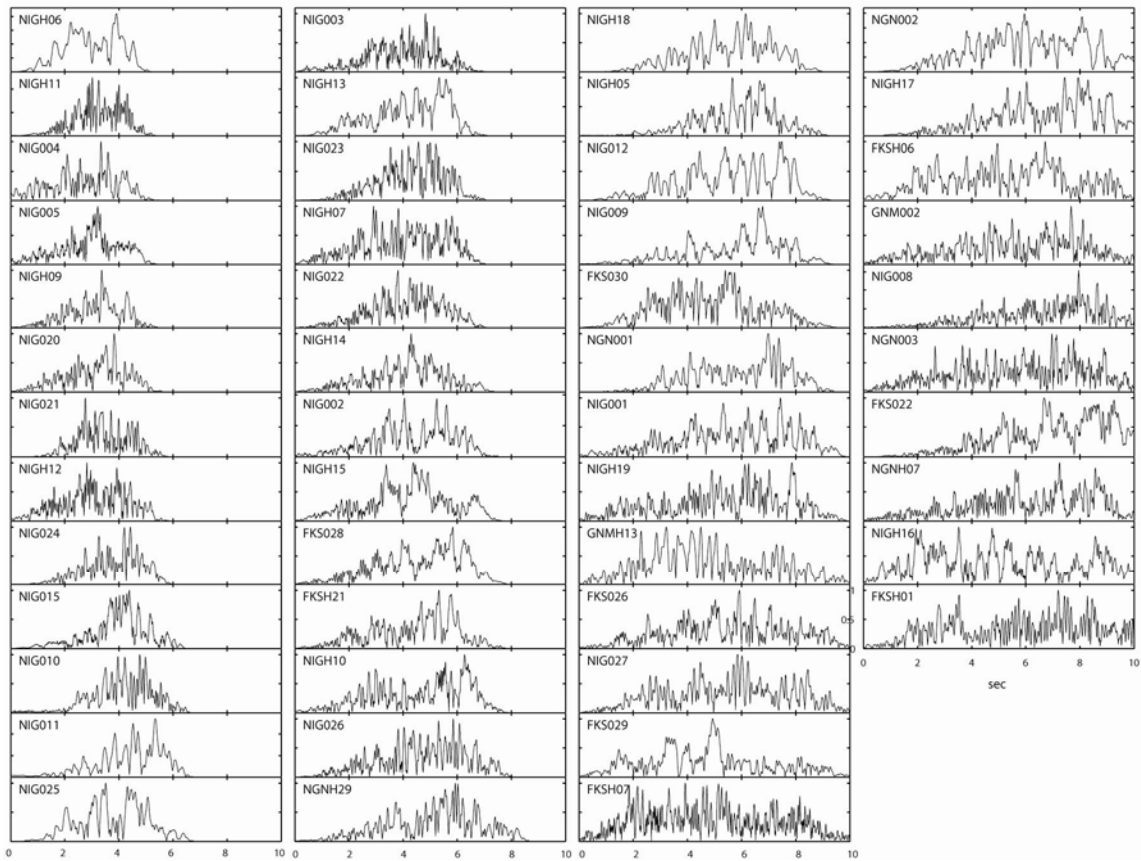 NIGH06
NIGH11
NIG004
NIG005
NIGH09
NIG020
NIG021
NIGH12
NIG024
NIG015
NIG010
NIG011
NIG025
0 2 4 6 8 10
NIG003
NIGH13
NIG023
NIGH07
NIG022
NIGH14
NIG002
NIGH15
FKS028
FKSH21
NIGH10
NIG026
NGNH29
0 2 4 6 8 10
NIGH18
NIGH05
NIG012
NIG009
FKS030
NGN001
NIG001
NIGH19
GNMH13
FKS026
NIG027
FKS029
FKSH07
0 2 4 6 8 10
NGN002
NIGH17
FKSH06
GNM002
NIG008
NGN003
FKS022
NGNH07
NIGH16
FKSH01
1
0.5
0
0 2 4 6 8 10
sec